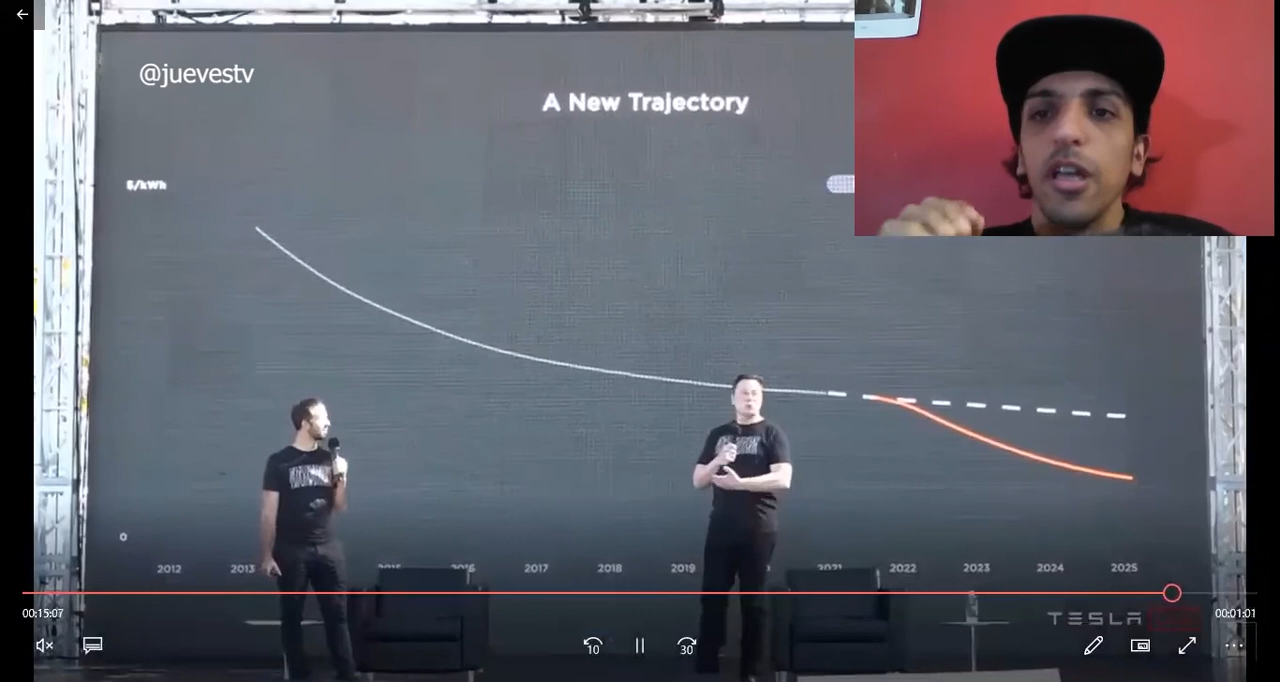 @juevestv
A New Trajectory
$/kWh
0
2012 2013 2015 2016 2017 2018 2019 2021 2022 2023 2024 2025
00:15:07
00:01:01
TESLA
10
30